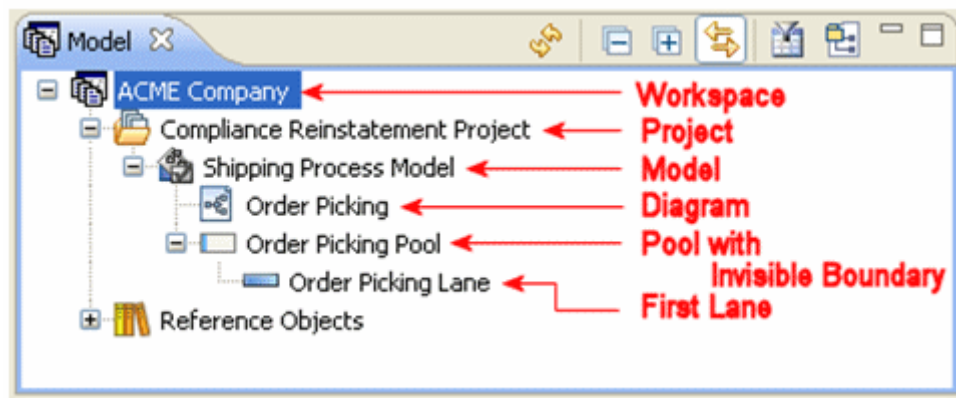 Model
ACME Company Workspace
Compliance Reinstatement Project Project
Shipping Process Model Model
Order Picking Diagram
Order Picking Pool Pool with
Invisible Boundary
Order Picking Lane First Lane
Reference Objects